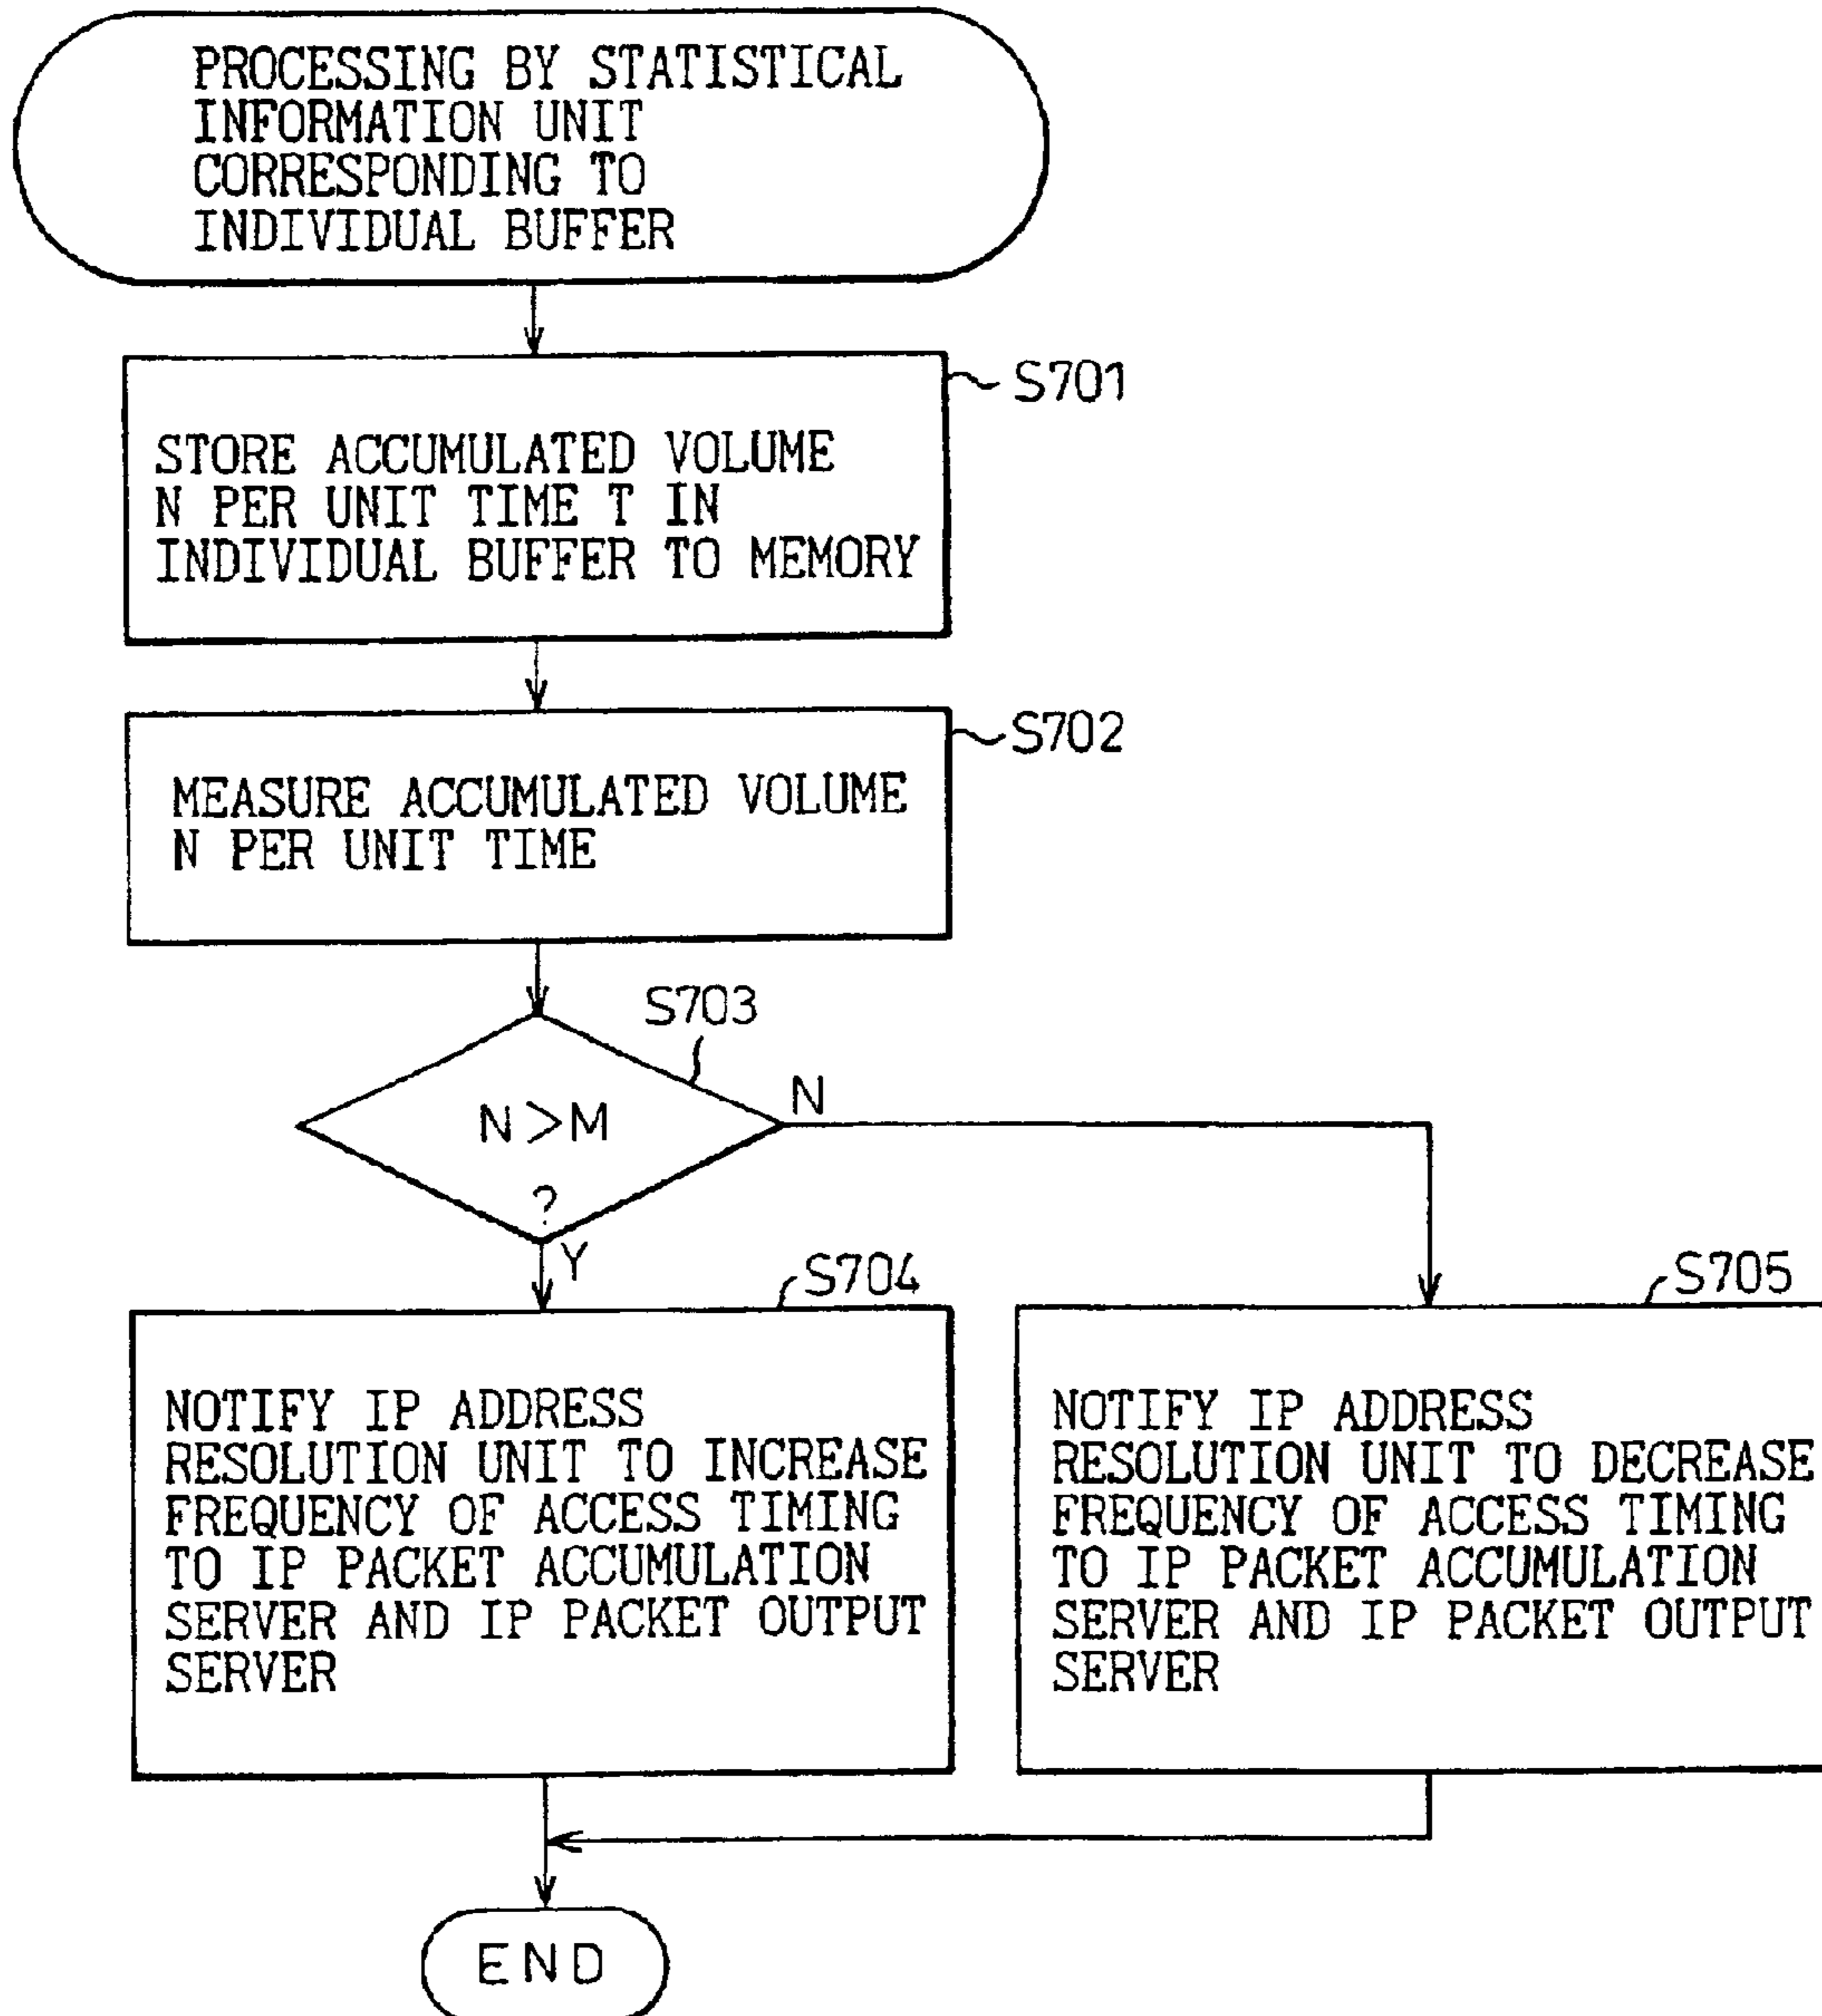 PROCESSING BY STATISTICAL
INFORMATION UNIT
CORRESPONDING TO
INDIVIDUAL BUFFER
S701
STORE ACCUMULATED VOLUME
N PER UNIT TIME T IN
INDIVIDUAL BUFFER TO MEMORY
S702
MEASURE ACCUMULATED VOLUME
N PER UNIT TIME
S703
N>M
?
N
Y
S704
NOTIFY IP ADDRESS
RESOLUTION UNIT TO INCREASE
FREQUENCY OF ACCESS TIMING
TO IP PACKET ACCUMULATION
SERVER AND IP PACKET OUTPUT
SERVER
S705
NOTIFY IP ADDRESS
RESOLUTION UNIT TO DECREASE
FREQUENCY OF ACCESS TIMING
TO IP PACKET ACCUMULATION
SERVER AND IP PACKET OUTPUT
SERVER
END